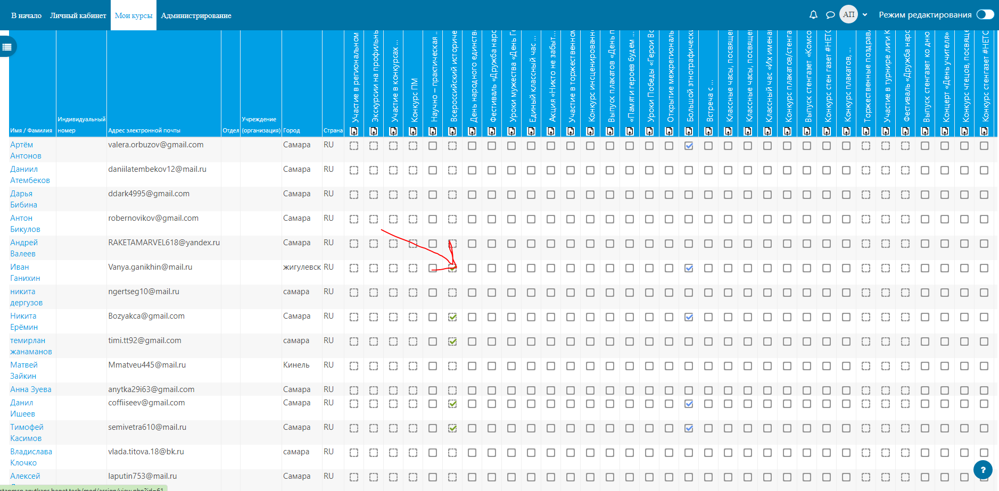 В начало Личный кабинет Мои курсы Администрирование АП Режим редактирования
Имя / Фамилия Индивидуальный номер Адрес электронной почты Отдел Учреждение (организация) Город Страна
Участие в региональном
Экскурсии на профильн
Участие в конкурсах ...
Конкурс ПМ
Научно – практическая ...
Всероссийский историче
День народного единств
Фестиваль «Дружба наро
Уроки мужества «День Ге
Единый классный час ...
Акция «Никто не забыт...
Участие в торжественном
Конкурс инсценированн
Выпуск плакатов «День п
«Памяти героев будем ...
Уроки Победы «Герои Во
Открытие межрегиональ
Большой этнографически
Встреча с ...
Классные часы, посвяще
Классные часы, посвяще
Классный час «Их имена
Конкурс плакатов/стенга
Выпуск стенгазет «Комсо
Конкурс стен газет #НЕТС
Конкурс плакатов, ...
Торжественные поздрав
Участие в турнире лиги К
Фестиваль «Дружба наро
Выпуск стенгазет ко дню
Концерт «День учителя»
Конкурс чтецов, посвяще
Конкурс стенгазет #НЕТС
Артём Антонов valera.orbuzov@gmail.com Самара RU
Даниил Атембеков daniilatembekov12@mail.ru Самара RU
Дарья Бибина ddark4995@gmail.com Самара RU
Антон Бикулов robernovikov@gmail.com Самара RU
Андрей Валеев RAKETAMARVEL618@yandex.ru Самара RU
Иван Ганихин Vanya.ganikhin@mail.ru жигулевск RU
никита дергузов ngertseg10@mail.ru самара RU
Никита Ерёмин Bozyakca@gmail.com Самара RU
темирлан жанаманов timi.tt92@gmail.com самара RU
Матвей Зайкин Mmatveu445@mail.ru Кинель RU
Анна Зуева anytka29i63@gmail.com Самара RU
Данил Ишеев coffiiseev@gmail.com Самара RU
Тимофей Касимов semivetra610@mail.ru Самара RU
Владислава Клочко vlada.titova.18@bk.ru самара RU
Алексей laputin753@mail.ru Самара RU
?